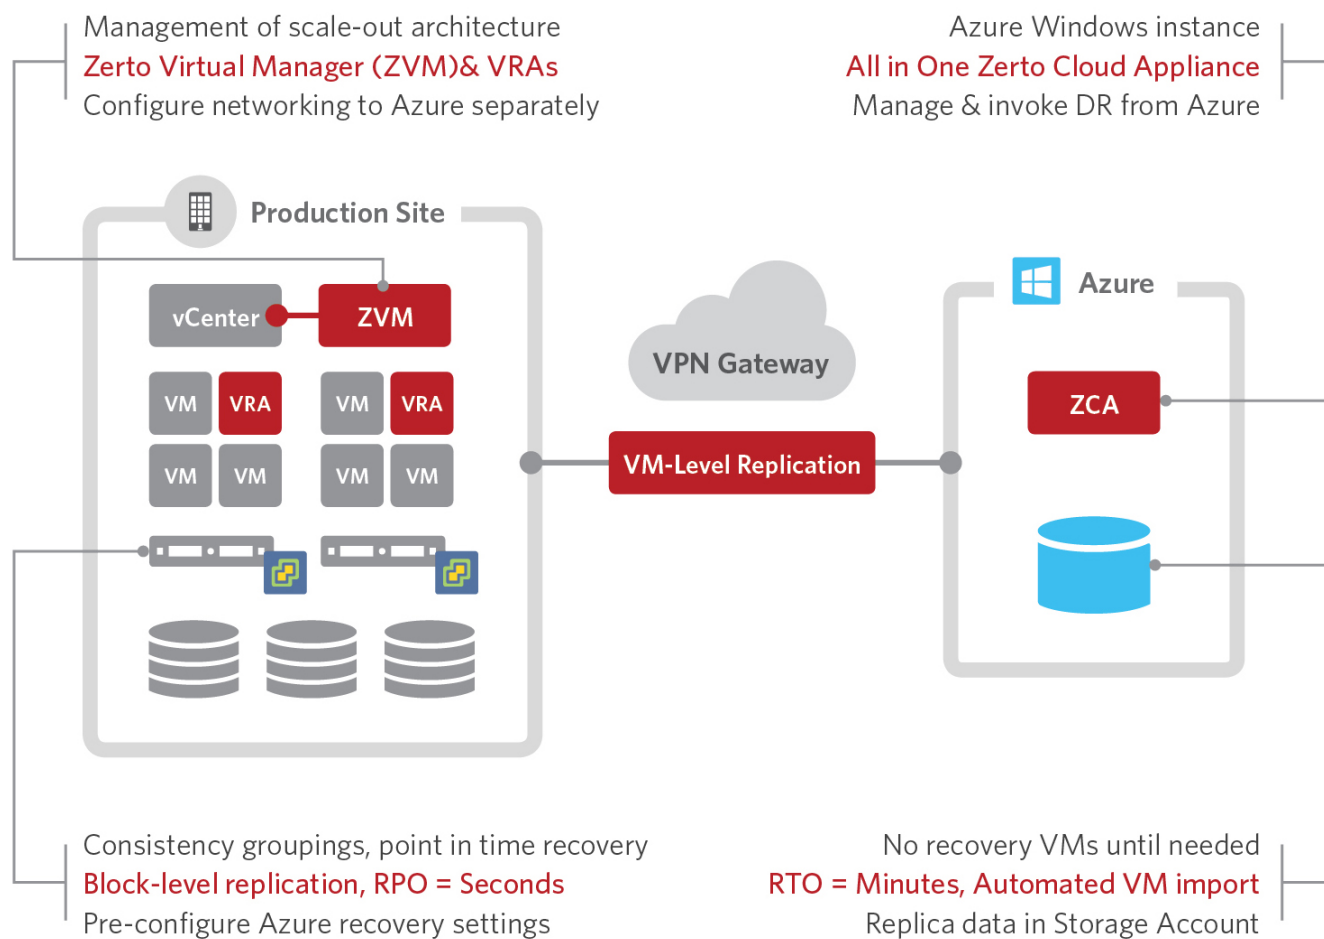 Management of scale-out architecture
Zerto Virtual Manager (ZVM)& VRAs
Configure networking to Azure separately
Azure Windows instance
All in One Zerto Cloud Appliance
Manage & invoke DR from Azure
Production Site
vCenter
ZVM
VM
VRA
VM
VRA
VM
VM
VM
VM
VPN Gateway
VM-Level Replication
Azure
ZCA
Consistency groupings, point in time recovery
Block-level replication, RPO = Seconds
Pre-configure Azure recovery settings
No recovery VMs until needed
RTO = Minutes, Automated VM import
Replica data in Storage Account